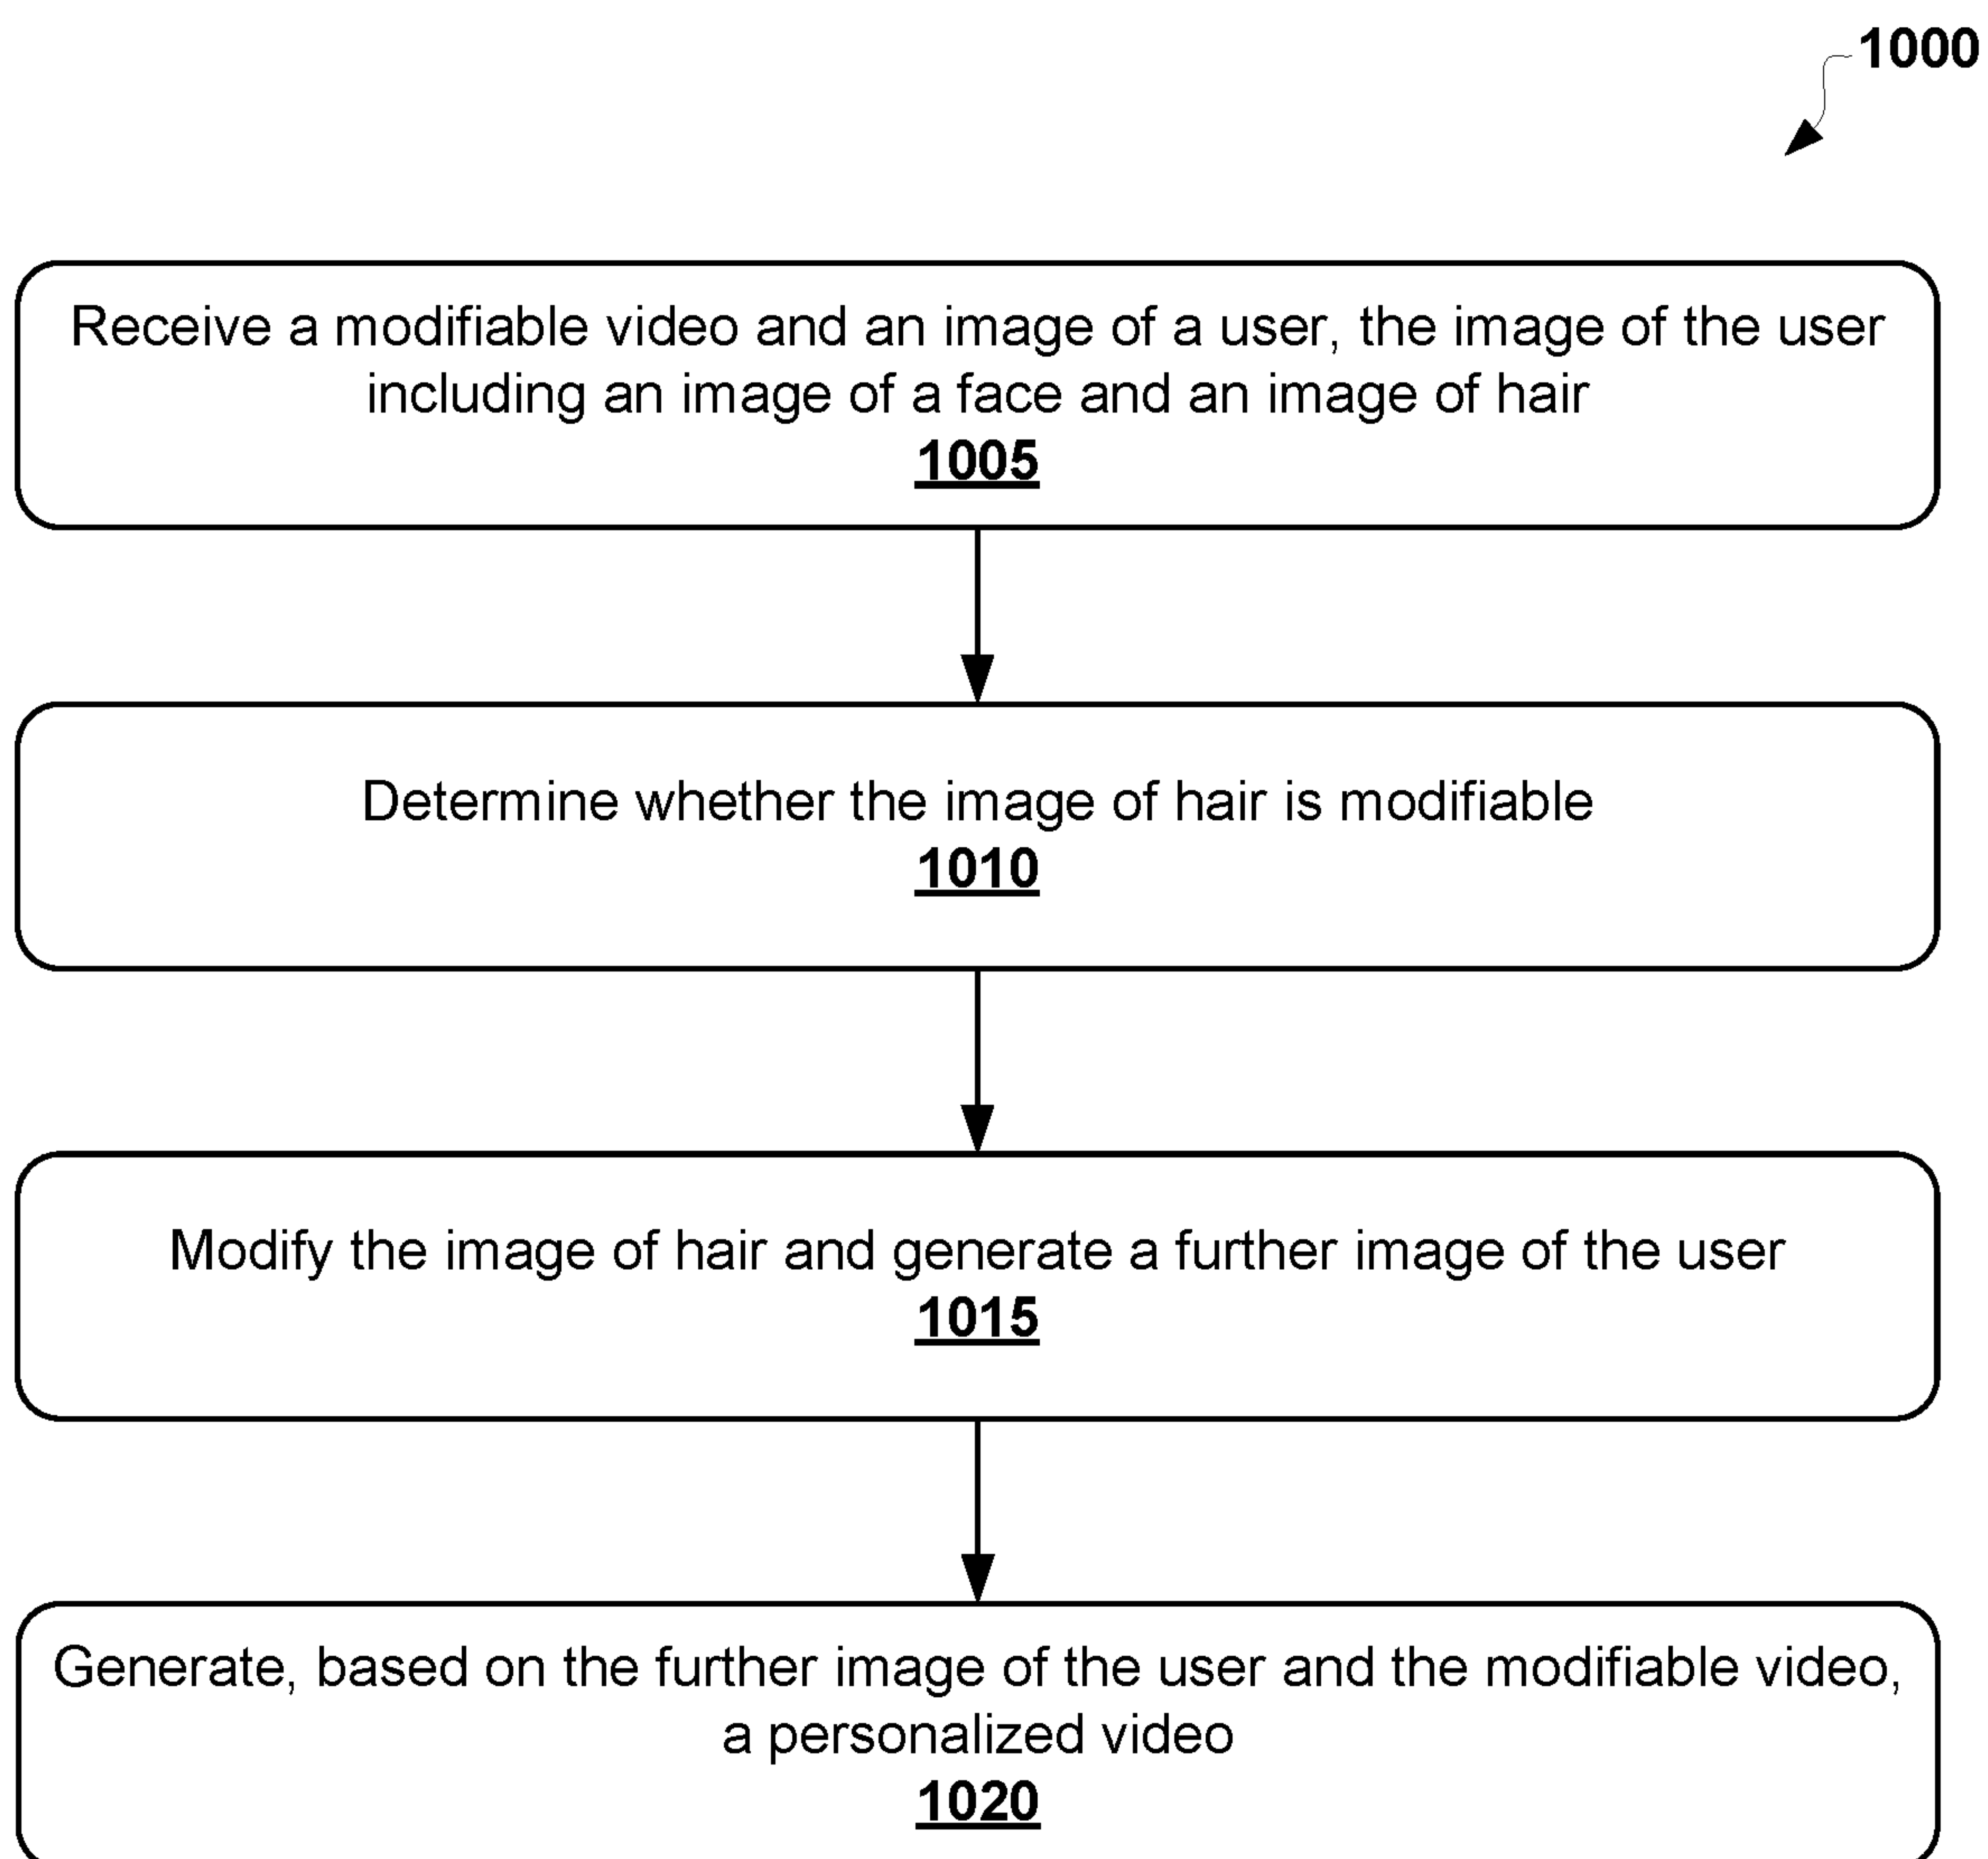 1000
Receive a modifiable video and an image of a user, the image of the user
including an image of a face and an image of hair
1005
Determine whether the image of hair is modifiable
1010
Modify the image of hair and generate a further image of the user
1015
Generate, based on the further image of the user and the modifiable video,
a personalized video
1020